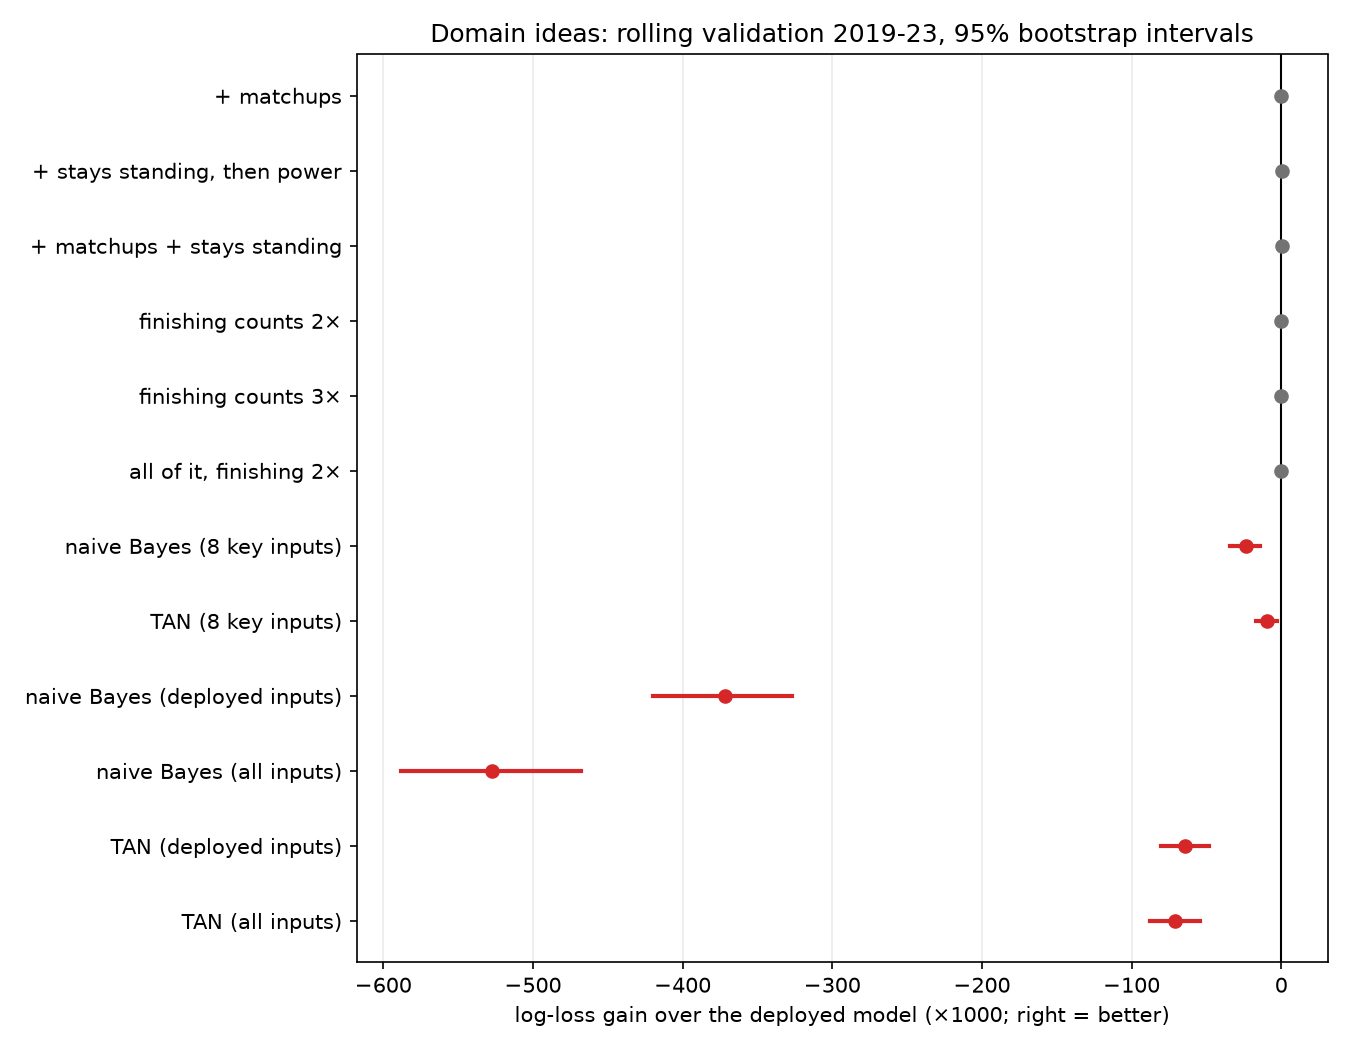 Domain ideas: rolling validation 2019-23, 95% bootstrap intervals
+ matchups
+ stays standing, then power
+ matchups + stays standing
finishing counts 2×
finishing counts 3×
all of it, finishing 2×
naive Bayes (8 key inputs)
TAN (8 key inputs)
naive Bayes (deployed inputs)
naive Bayes (all inputs)
TAN (deployed inputs)
TAN (all inputs)
−600 −500 −400 −300 −200 −100 0
log-loss gain over the deployed model (×1000; right = better)